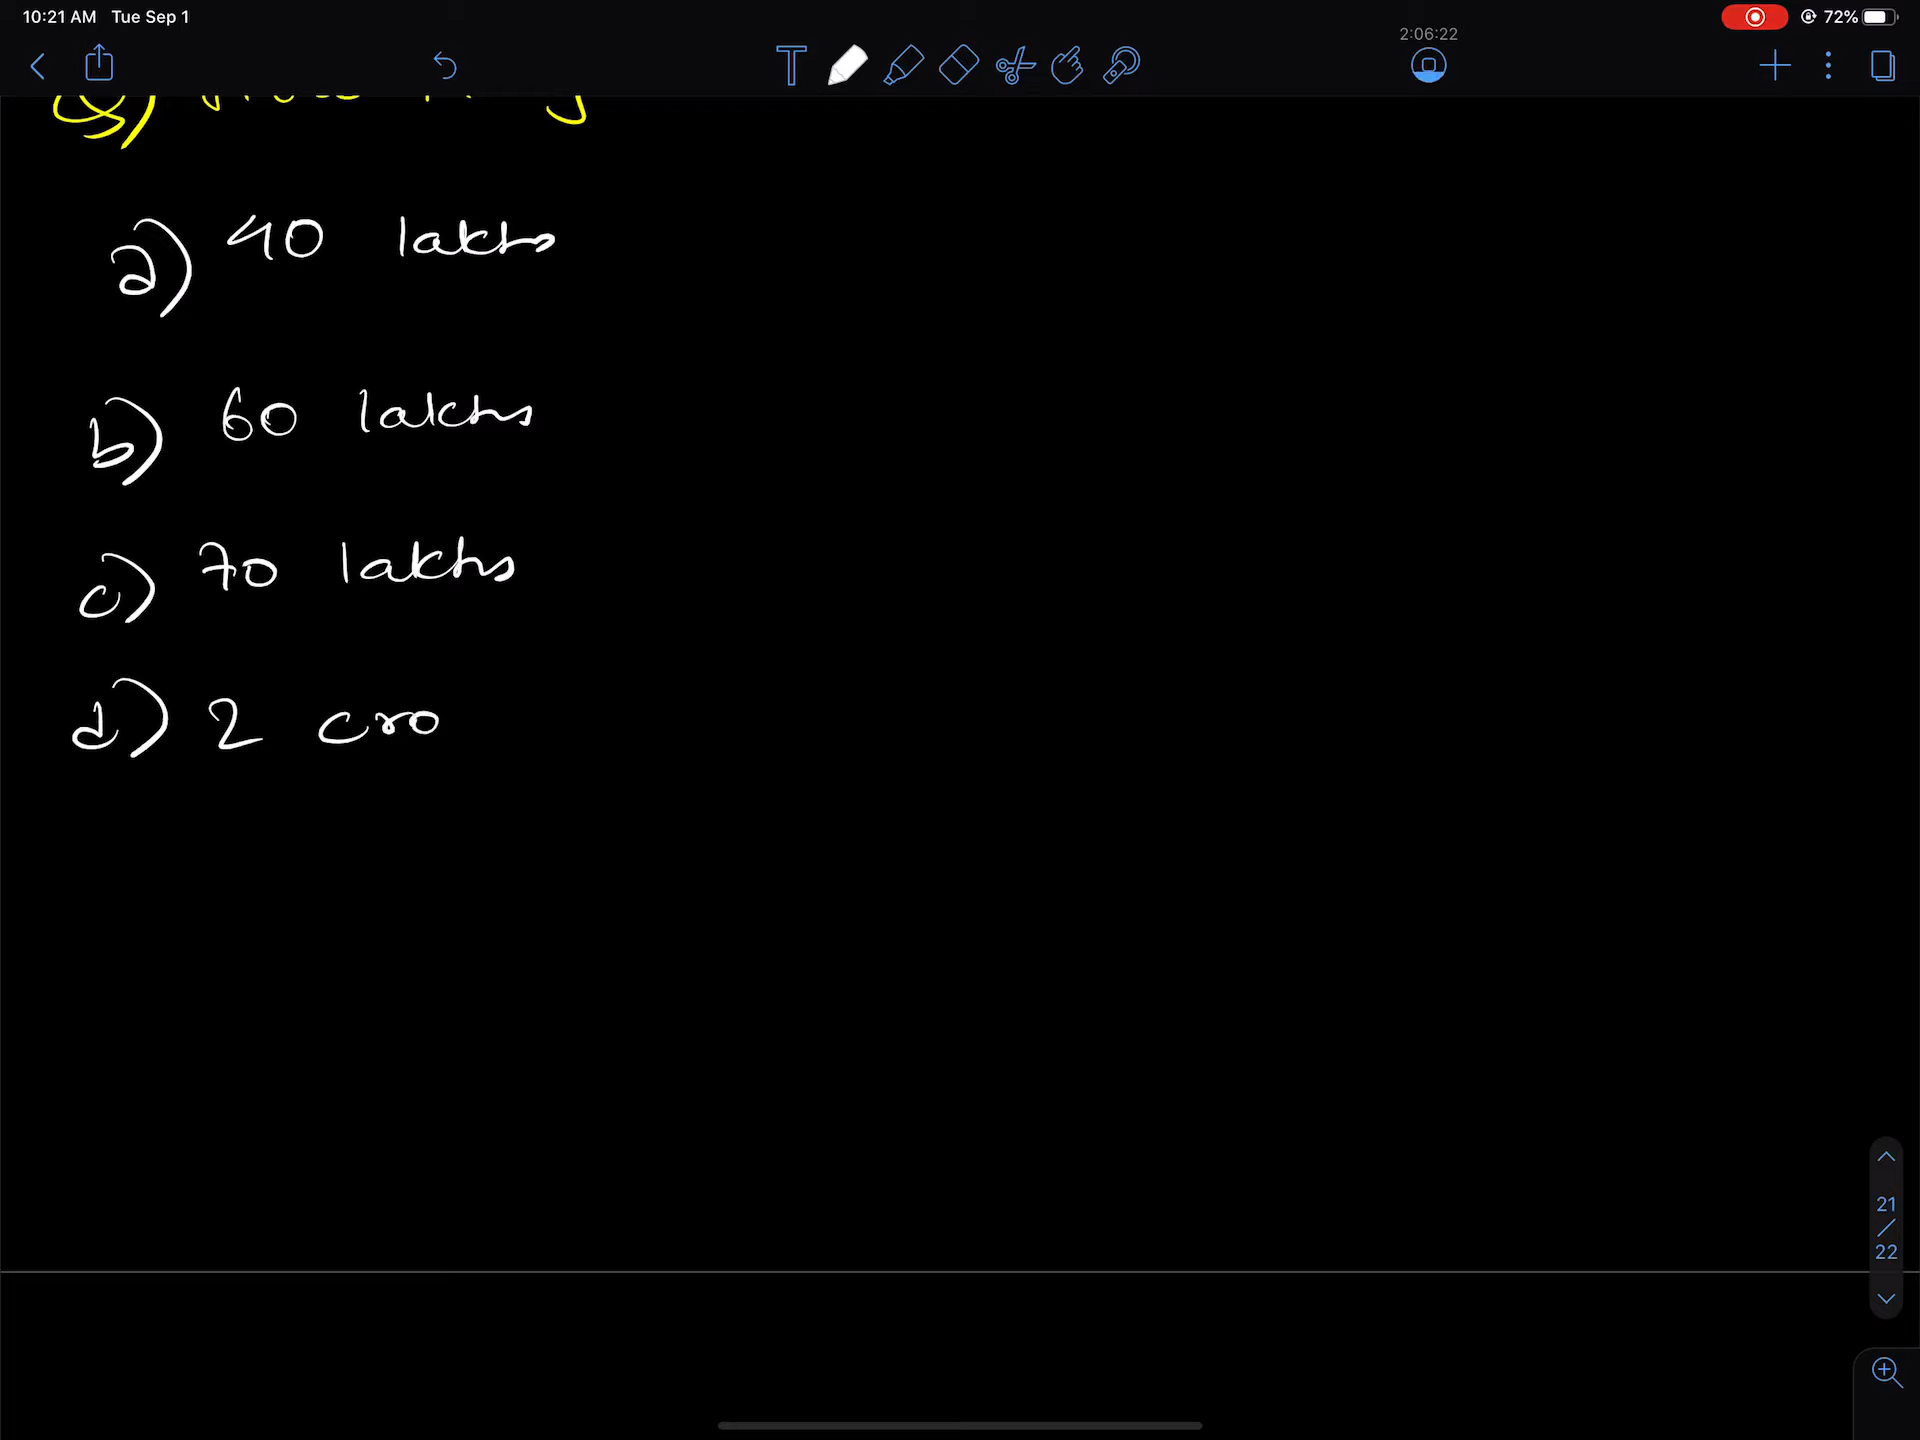 10:21 AM Tue Sep 1
72%
2:06:22
Q)
a) 40 lakhs
b) 60 lakhs
c) 70 lakhs
d) 2 cro
21
/
22